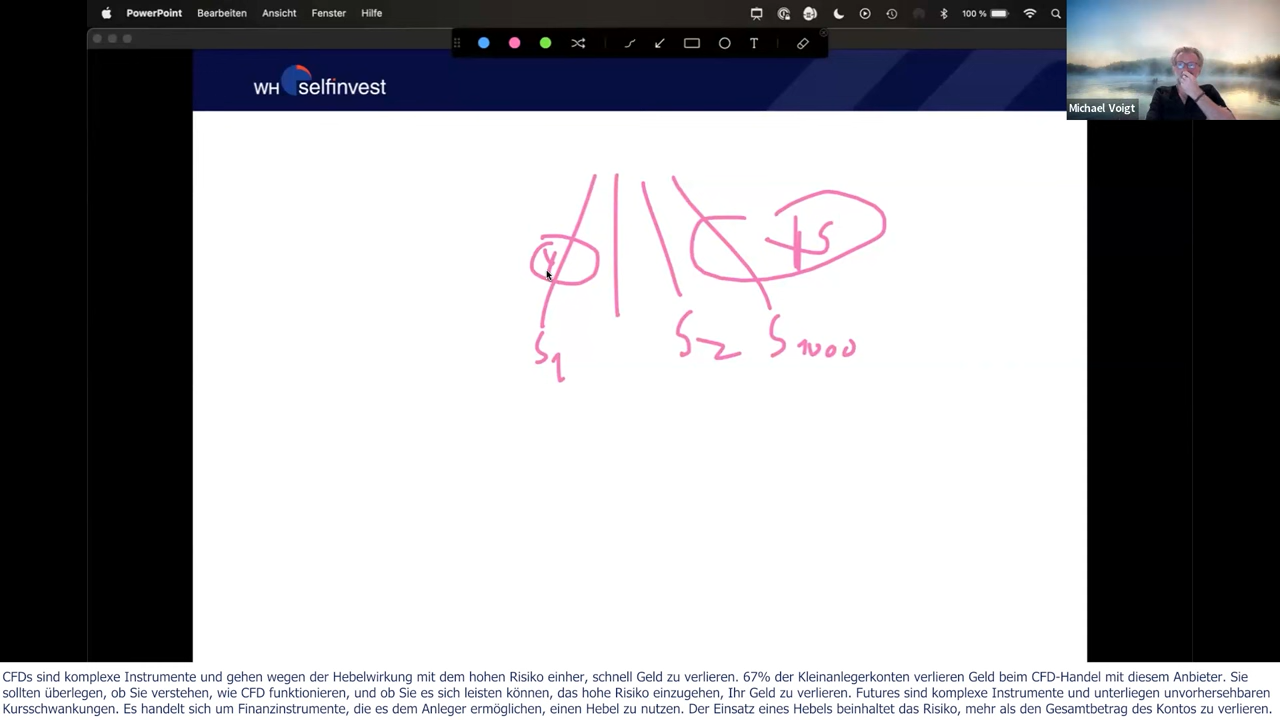 PowerPoint Bearbeiten Ansicht Fenster Hilfe 100 %
T
WH selfinvest
Michael Voigt
S1 S2 S1000
CFDs sind komplexe Instrumente und gehen wegen der Hebelwirkung mit dem hohen Risiko einher, schnell Geld zu verlieren. 67% der Kleinanlegerkonten verlieren Geld beim CFD-Handel mit diesem Anbieter. Sie
sollten überlegen, ob Sie verstehen, wie CFD funktionieren, und ob Sie es sich leisten können, das hohe Risiko einzugehen, Ihr Geld zu verlieren. Futures sind komplexe Instrumente und unterliegen unvorhersehbaren
Kursschwankungen. Es handelt sich um Finanzinstrumente, die es dem Anleger ermöglichen, einen Hebel zu nutzen. Der Einsatz eines Hebels beinhaltet das Risiko, mehr als den Gesamtbetrag des Kontos zu verlieren.